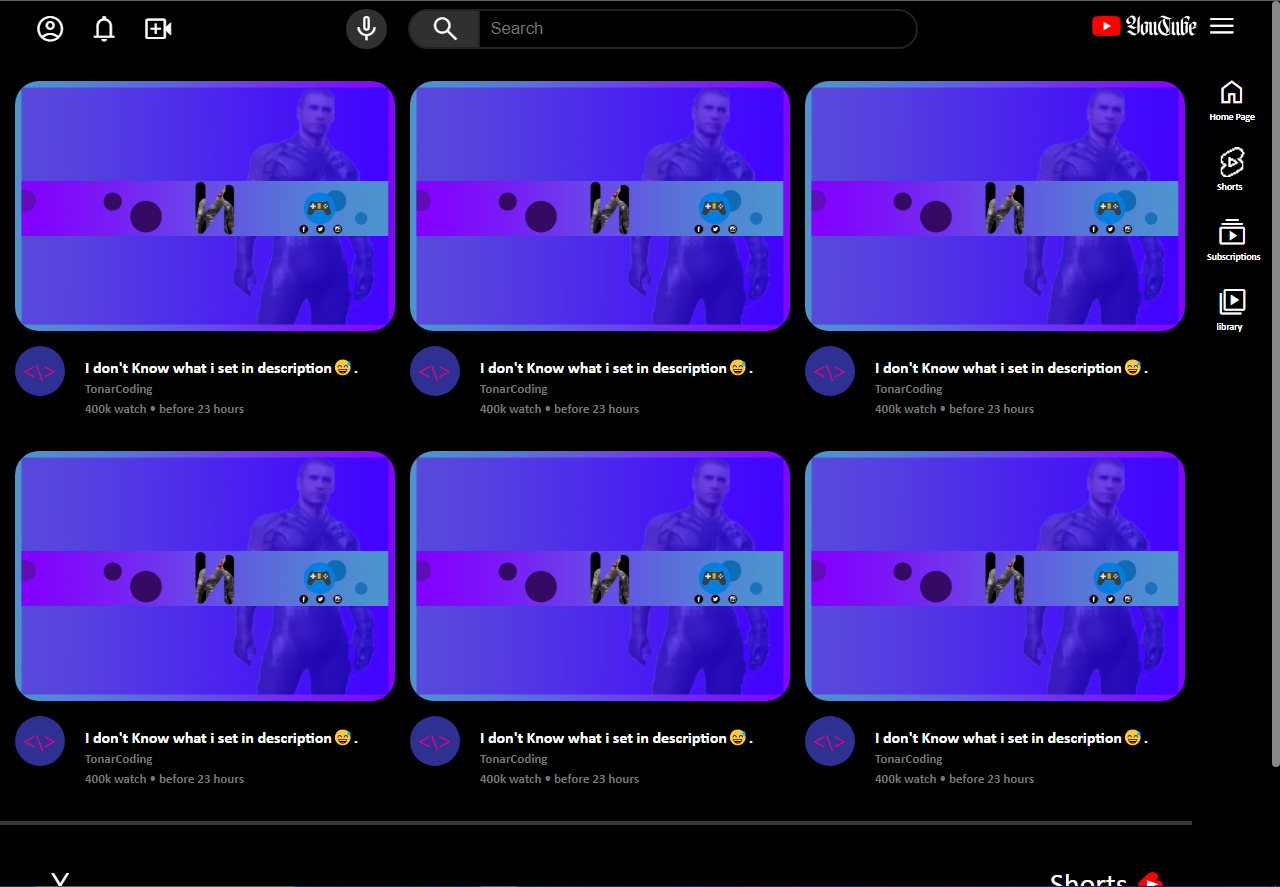 Search
YouTube
Home Page
Shorts
Subscriptions
library
<\>
I don't Know what i set in description 😅 .
TonarCoding
400k watch • before 23 hours
<\>
I don't Know what i set in description 😅 .
TonarCoding
400k watch • before 23 hours
<\>
I don't Know what i set in description 😅 .
TonarCoding
400k watch • before 23 hours
<\>
I don't Know what i set in description 😅 .
TonarCoding
400k watch • before 23 hours
<\>
I don't Know what i set in description 😅 .
TonarCoding
400k watch • before 23 hours
<\>
I don't Know what i set in description 😅 .
TonarCoding
400k watch • before 23 hours
X
Shorts